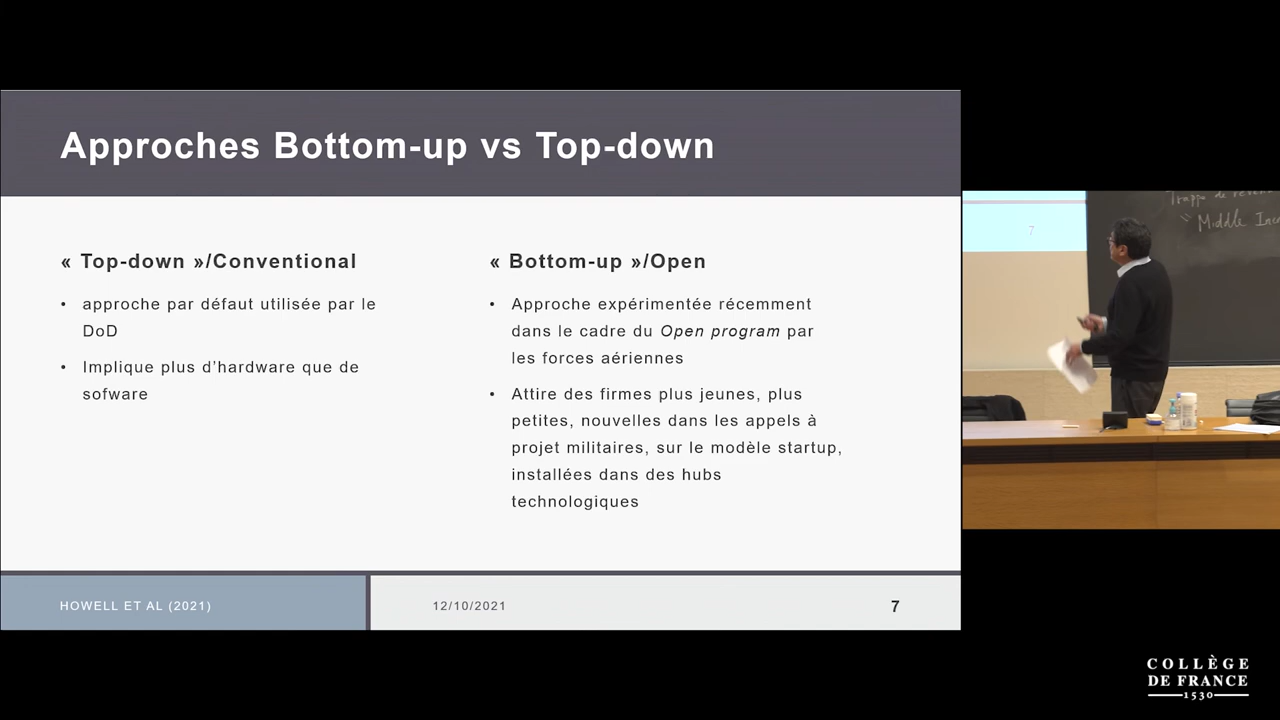 Approches Bottom-up vs Top-down
« Top-down »/Conventional
• approche par défaut utilisée par le
DoD
• Implique plus d’hardware que de
sofware
« Bottom-up »/Open
• Approche expérimentée récemment
dans le cadre du Open program par
les forces aériennes
• Attire des firmes plus jeunes, plus
petites, nouvelles dans les appels à
projet militaires, sur le modèle startup,
installées dans des hubs
technologiques
HOWELL ET AL (2021)
12/10/2021
7
7
Trappe de
Middle
COLLÈGE
DE FRANCE
1530